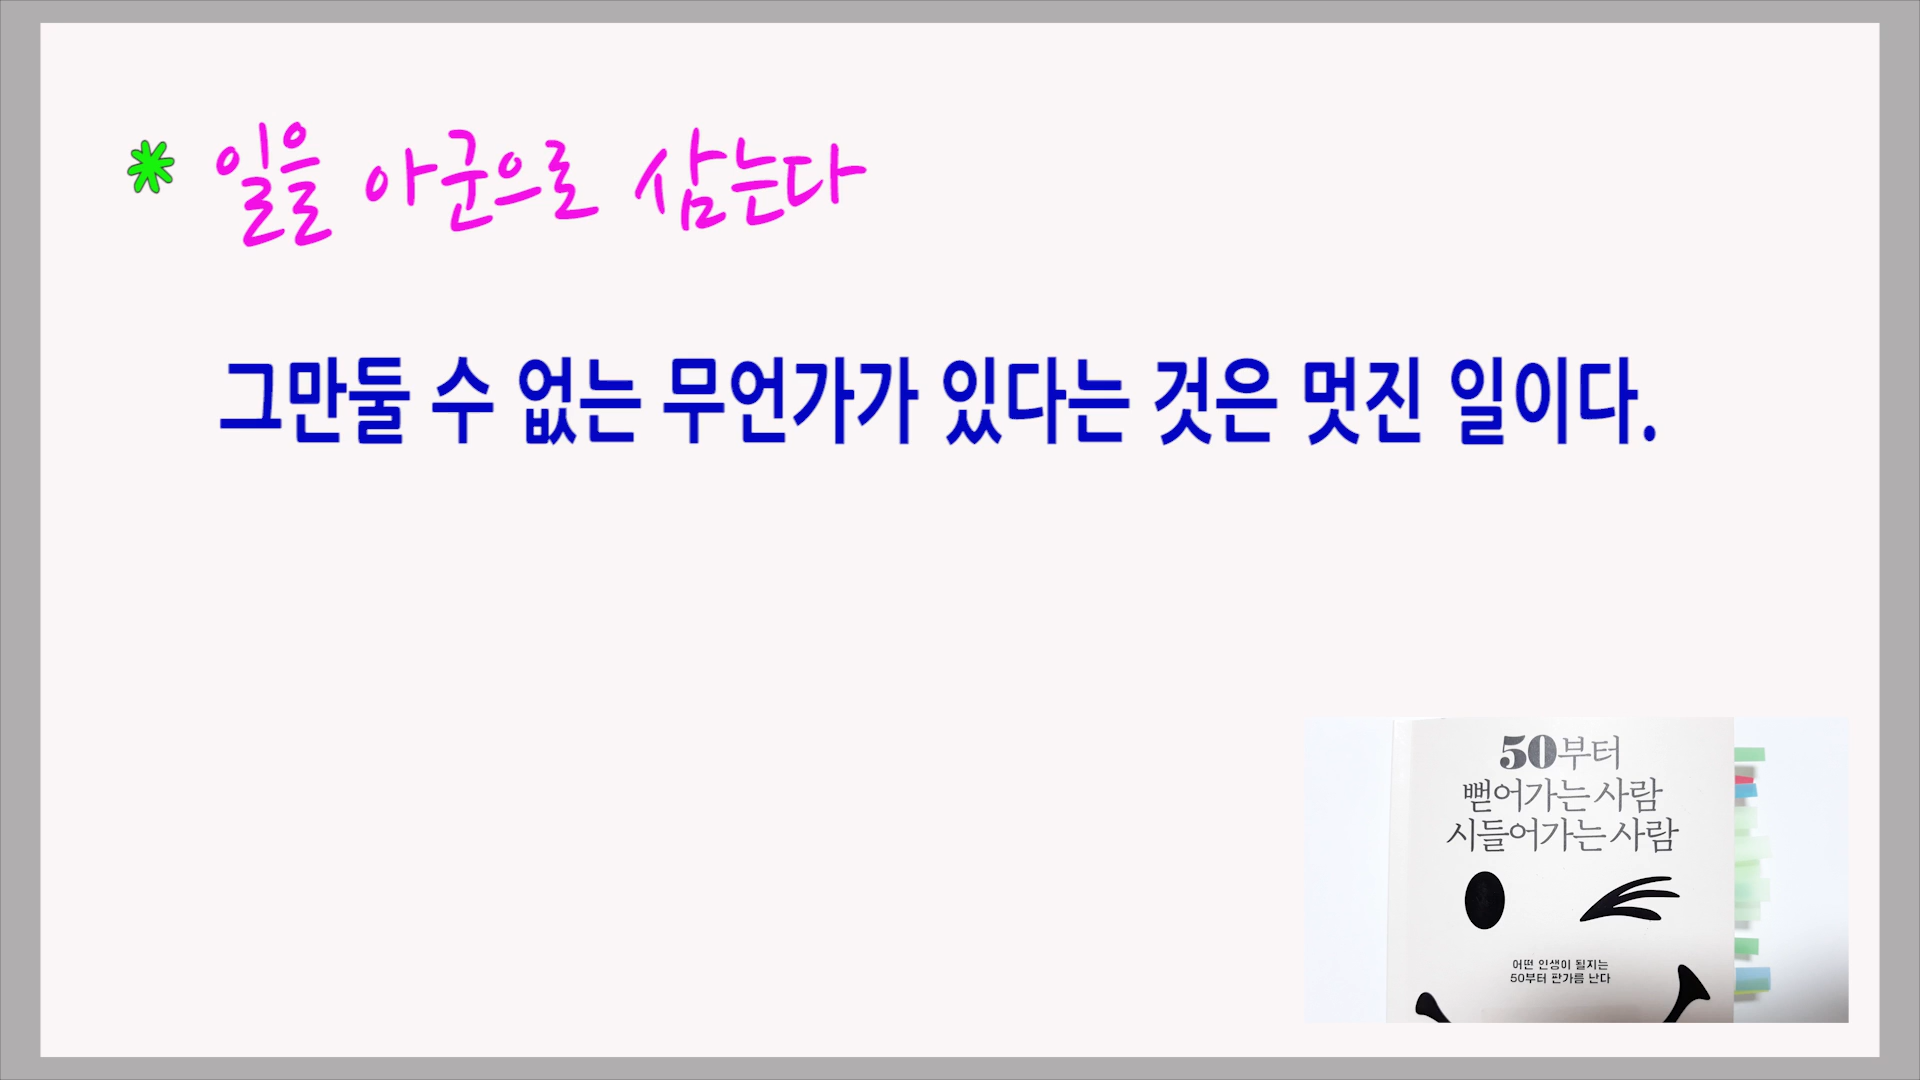 * 일을 아군으로 삼는다
그만둘 수 없는 무언가가 있다는 것은 멋진 일이다.
50부터
뻗어가는 사람
시들어가는 사람
어떤 인생이 될지는
50부터 판가름 난다